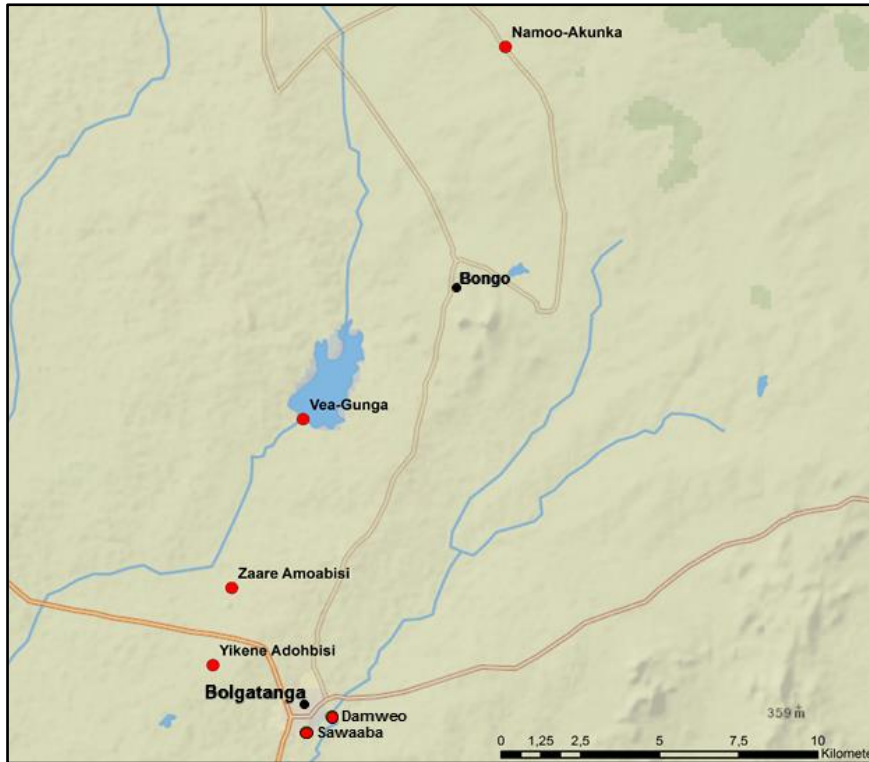 Namoo-Akunka
Bongo
Vea-Gunga
Zaare Amoabisi
Yikene Adohbisi
Bolgatanga
Damweo
Sawaaba
359 m
0 1,25 2,5 5 7,5 10
Kilomete